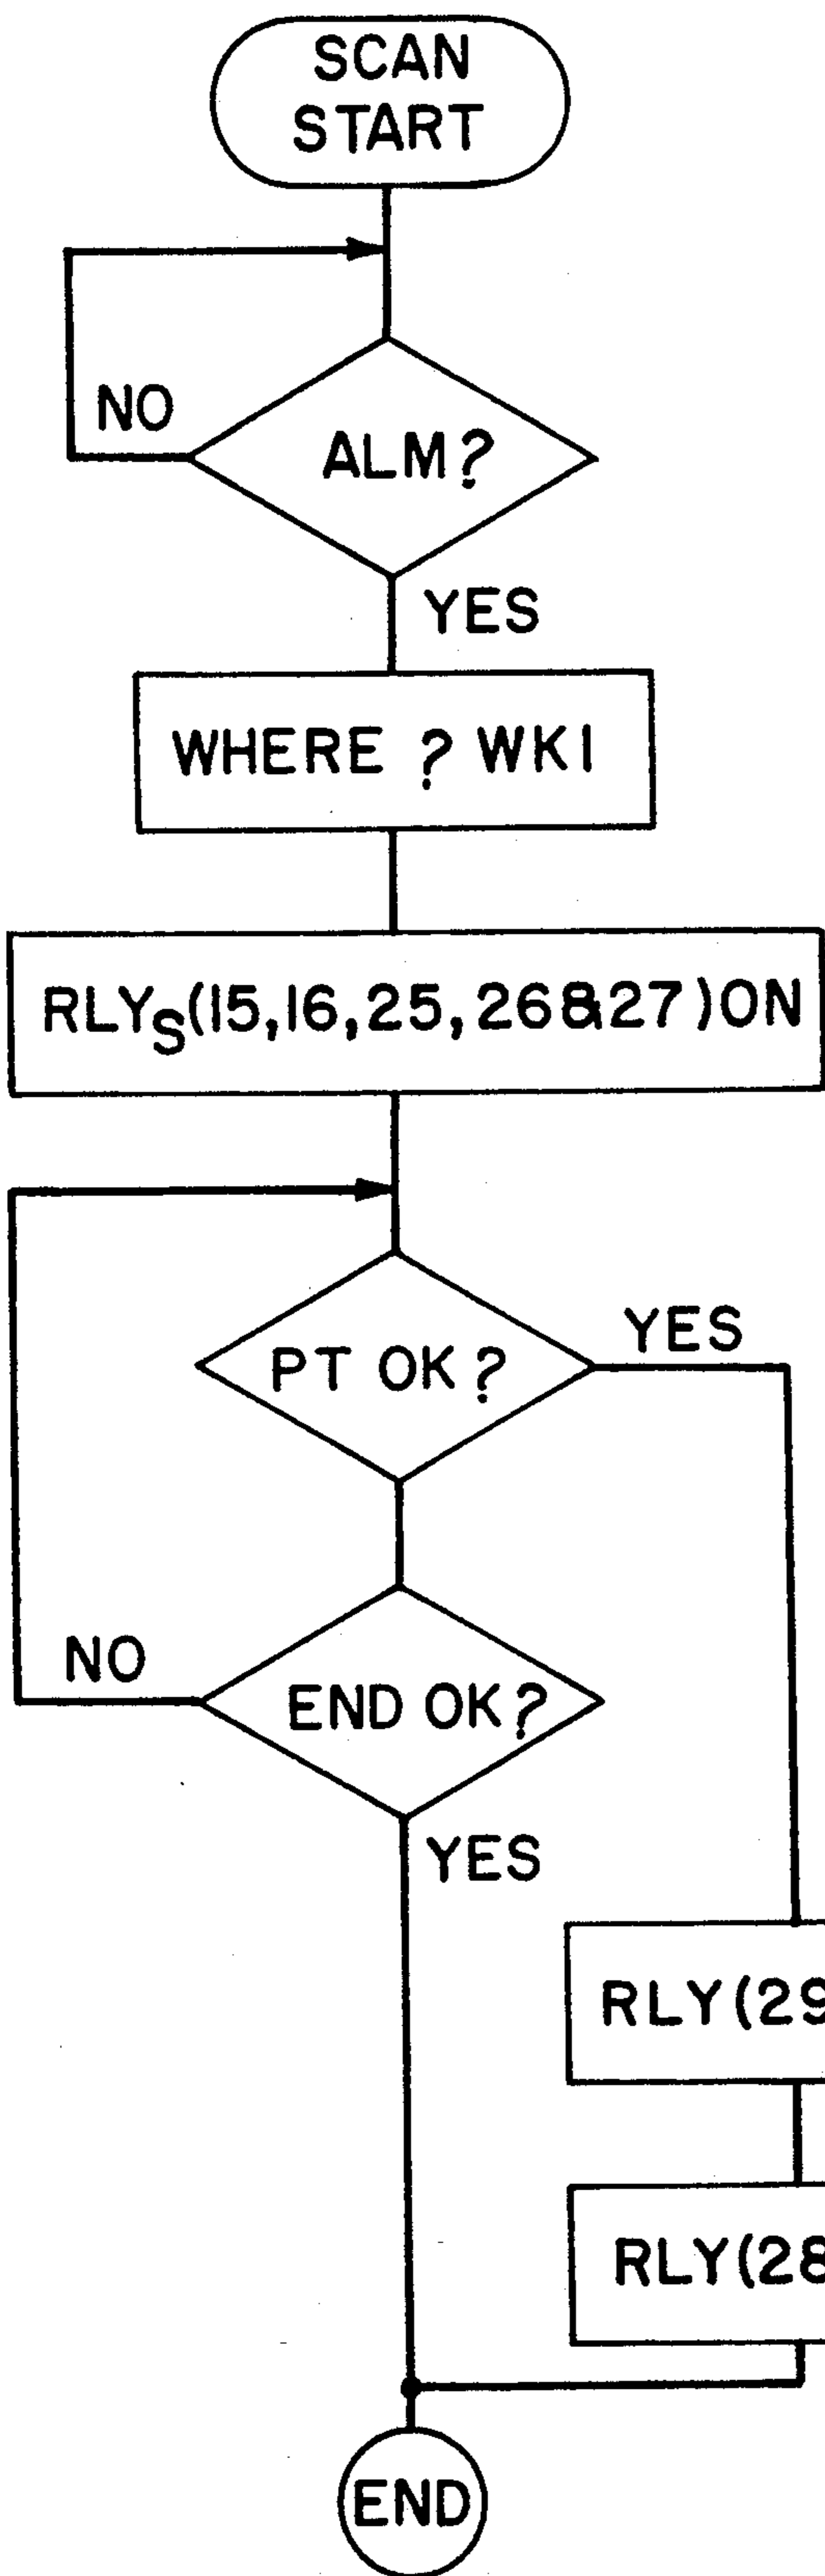 SCAN
START
NO
ALM?
YES
WHERE ? WK1
RLYS(15,16,25,26&27)ON
PT OK?
YES
NO
END OK?
YES
RLY(29
RLY(28
END